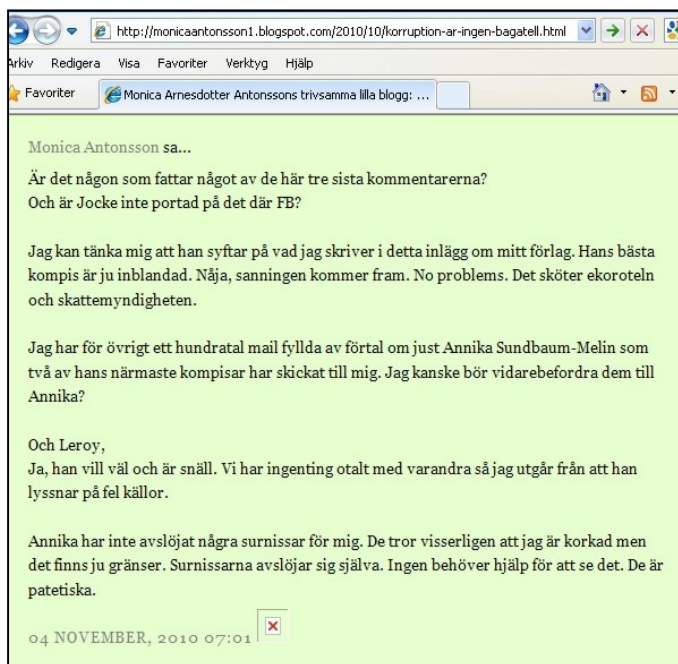 http://monicaantonsson1.blogspot.com/2010/10/korruption-ar-ingen-bagatell.html
Arkiv Redigera Visa Favoriter Verktyg Hjälp
Favoriter Monica Arnesdotter Antonssons trivsamma lilla blogg: ...
Monica Antonsson sa...
Är det någon som fattar något av de här tre sista kommentarerna?
Och är Jocke inte portad på det där FB?
Jag kan tänka mig att han syftar på vad jag skriver i detta inlägg om mitt förlag. Hans bästa
kompis är ju inblandad. Nåja, sanningen kommer fram. No problems. Det sköter ekoroteln
och skattemyndigheten.
Jag har för övrigt ett hundratal mail fyllda av förtal om just Annika Sundbaum-Melin som
två av hans närmaste kompisar har skickat till mig. Jag kanske bör vidarebefordra dem till
Annika?
Och Leroy,
Ja, han vill väl och är snäll. Vi har ingenting otalt med varandra så jag utgår från att han
lyssnar på fel källor.
Annika har inte avslöjat några surnissar för mig. De tror visserligen att jag är korkad men
det finns ju gränser. Surnissarna avslöjar sig själva. Ingen behöver hjälp för att se det. De är
patetiska.
04 NOVEMBER, 2010 07:01